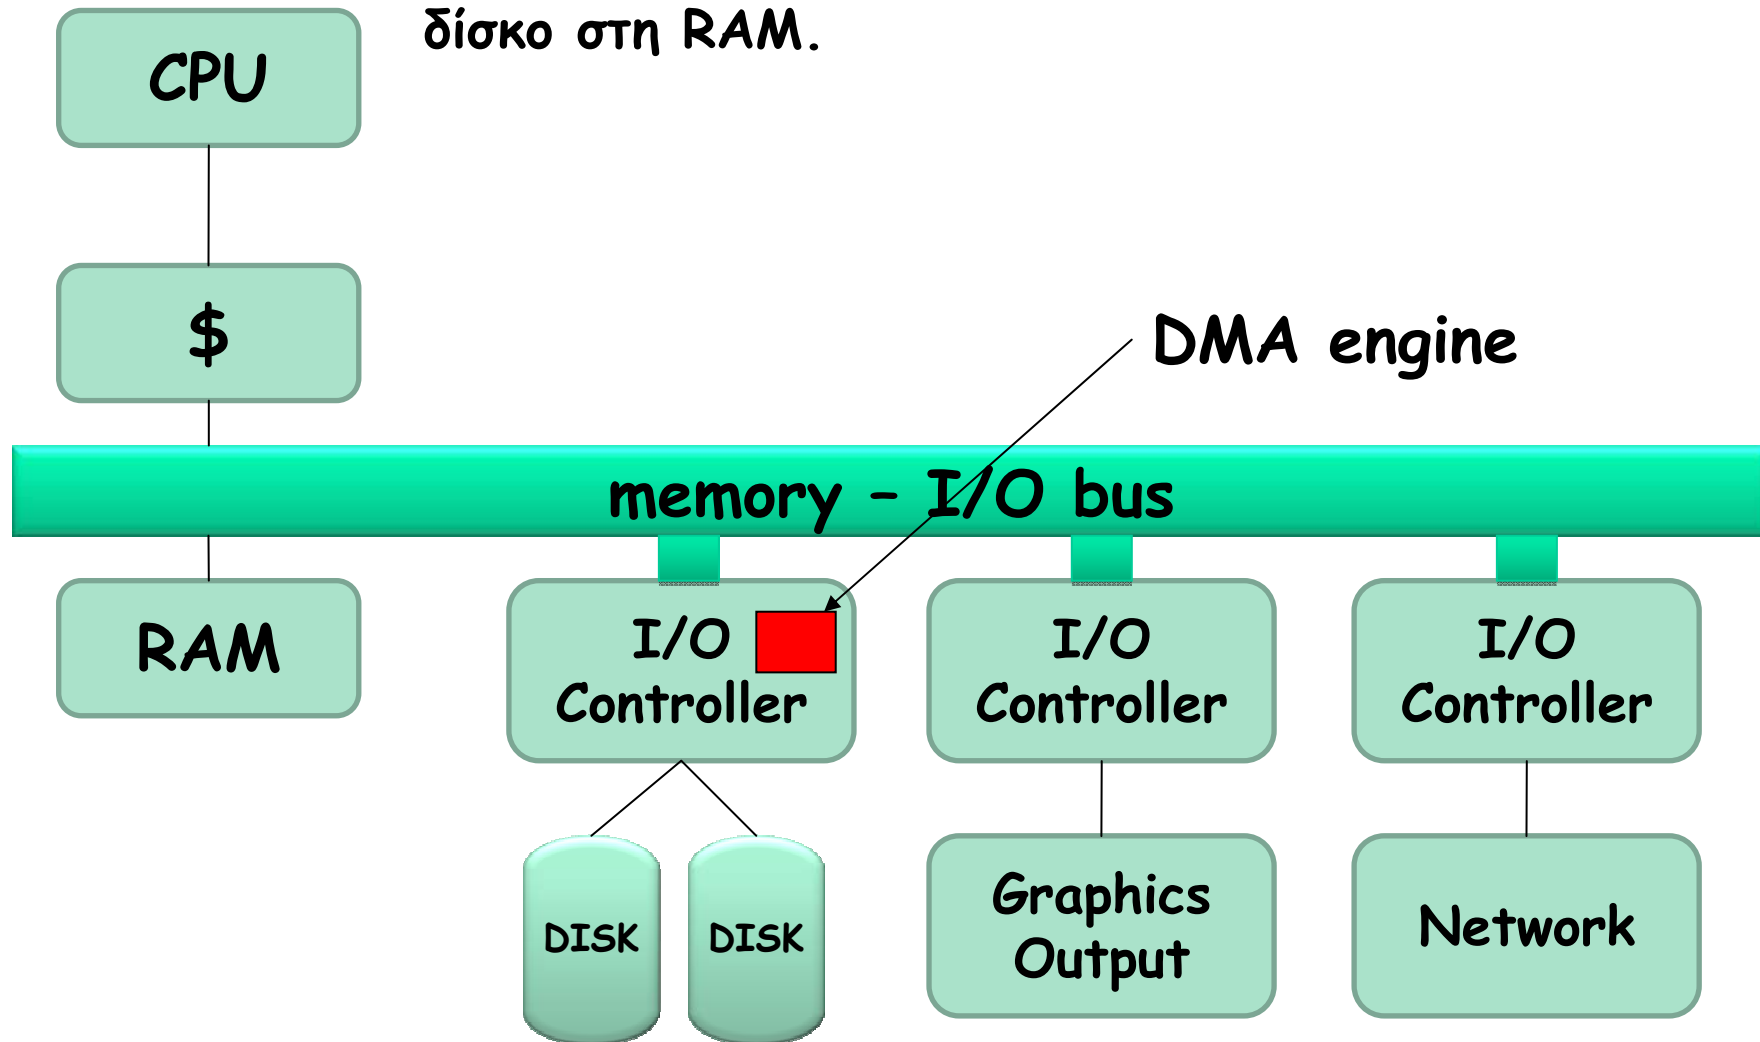 δίσκο στη RAM.
CPU
$
DMA engine
memory – I/O bus
RAM
I/O
Controller
I/O
Controller
I/O
Controller
DISK
DISK
Graphics
Output
Network